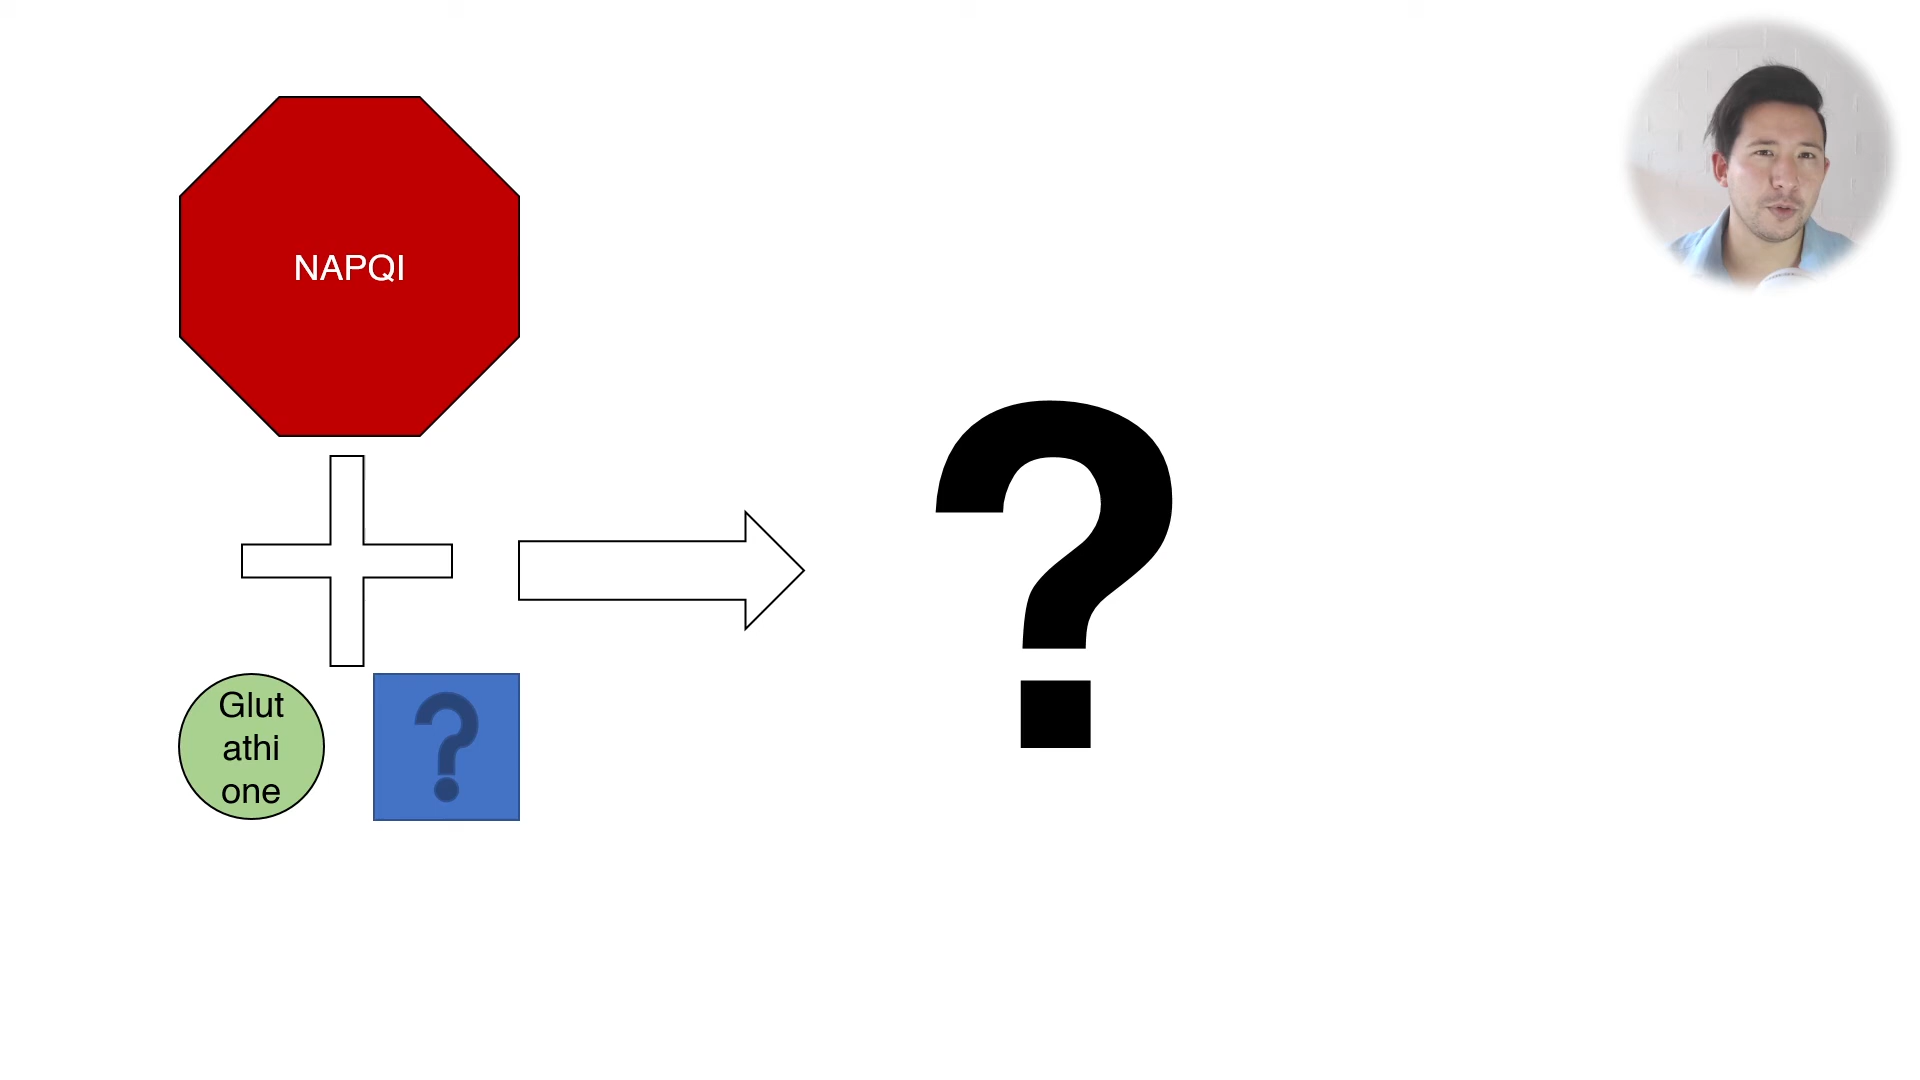 NAPQI
Glut
athi
one
?
?